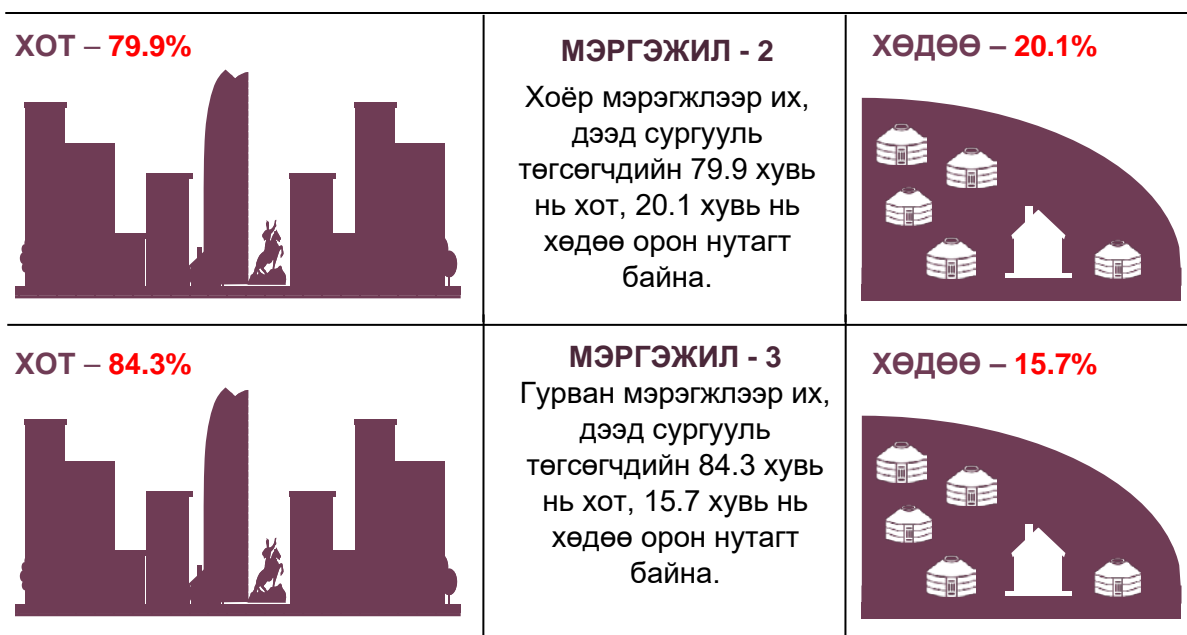 ХОТ – 79.9%
МЭРГЭЖИЛ - 2
Хоёр мэрэгжлээр их,
дээд сургууль
төгсөгчдийн 79.9 хувь
нь хот, 20.1 хувь нь
хөдөө орон нутагт
байна.
ХӨДӨӨ – 20.1%
ХОТ – 84.3%
МЭРГЭЖИЛ - 3
Гурван мэрэгжлээр их,
дээд сургууль
төгсөгчдийн 84.3 хувь
нь хот, 15.7 хувь нь
хөдөө орон нутагт
байна.
ХӨДӨӨ – 15.7%